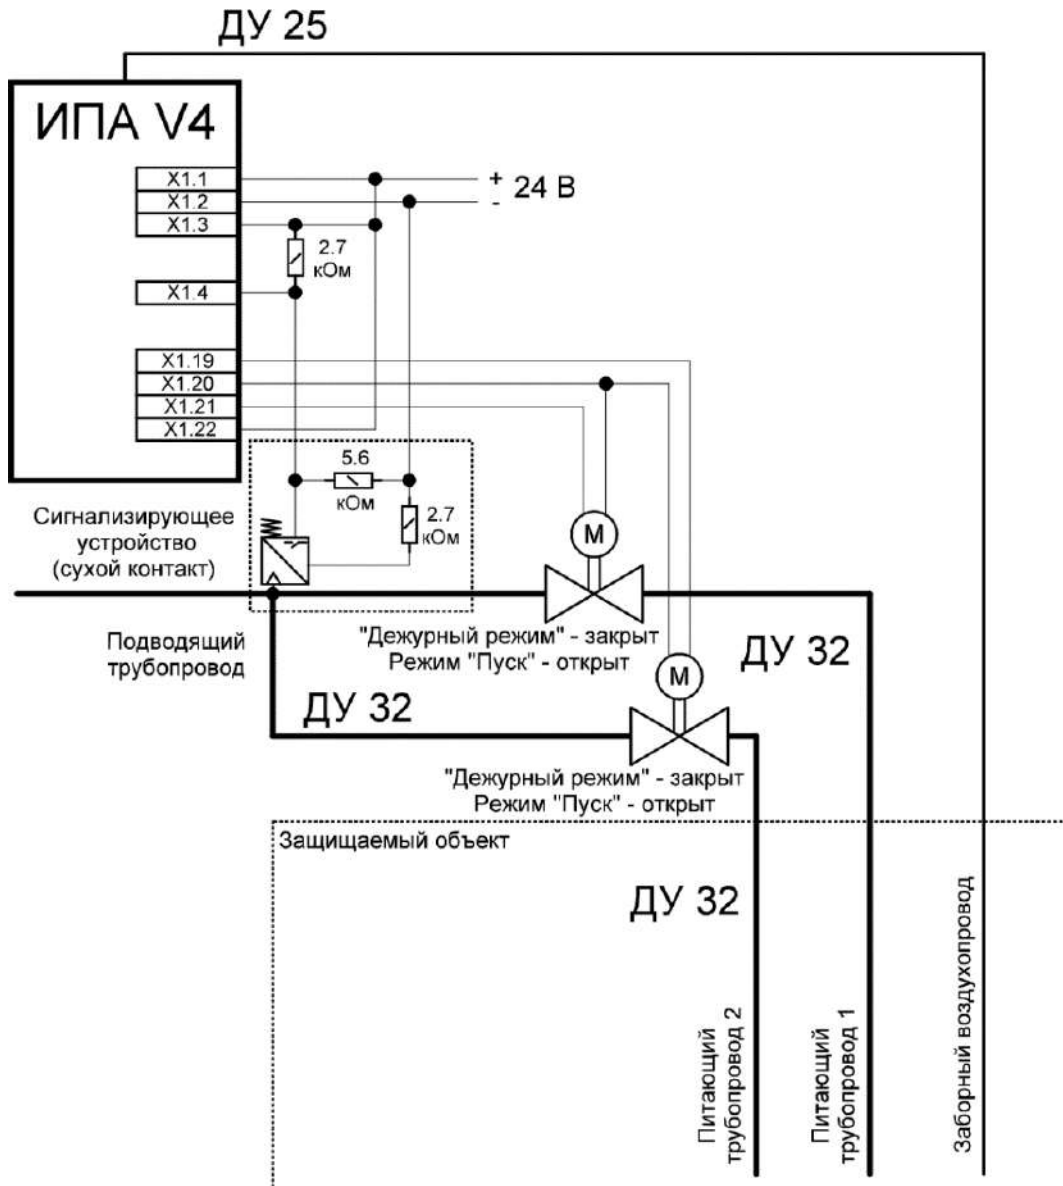 ДУ 25
ИПА V4
X1.1
X1.2
X1.3
X1.4
X1.19
X1.20
X1.21
X1.22
+
-
24 В
2.7
кОм
5.6
кОм
2.7
кОм
Сигнализирующее
устройство
(сухой контакт)
М
Подводящий
трубопровод
"Дежурный режим" - закрыт
Режим "Пуск" - открыт
ДУ 32
М
ДУ 32
"Дежурный режим" - закрыт
Режим "Пуск" - открыт
Защищаемый объект
ДУ 32
Питающий
трубопровод 2
Питающий
трубопровод 1
Заборный воздухопровод